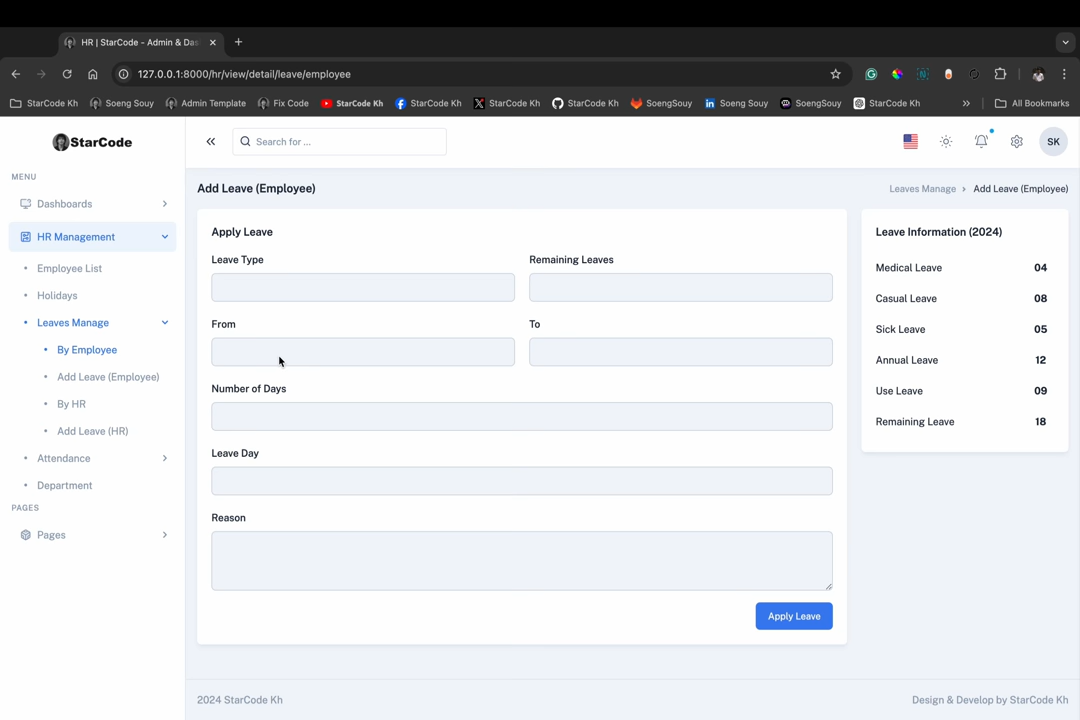 HR | StarCode - Admin & Das
127.0.0.1:8000/hr/view/detail/leave/employee
StarCode Kh
Soeng Souy
Admin Template
Fix Code
StarCode Kh
StarCode Kh
StarCode Kh
StarCode Kh
SoengSouy
Soeng Souy
SoengSouy
StarCode Kh
All Bookmarks
StarCode
Search for ...
SK
MENU
Dashboards
HR Management
Employee List
Holidays
Leaves Manage
By Employee
Add Leave (Employee)
By HR
Add Leave (HR)
Attendance
Department
PAGES
Pages
Add Leave (Employee)
Leaves Manage
Add Leave (Employee)
Apply Leave
Leave Type
Remaining Leaves
From
To
Number of Days
Leave Day
Reason
Apply Leave
Leave Information (2024)
Medical Leave 04
Casual Leave 08
Sick Leave 05
Annual Leave 12
Use Leave 09
Remaining Leave 18
2024 StarCode Kh
Design & Develop by StarCode Kh